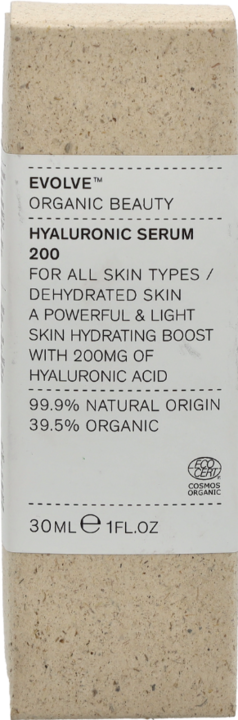 EVOLVE™
ORGANIC BEAUTY
HYALURONIC SERUM
200
FOR ALL SKIN TYPES /
DEHYDRATED SKIN
A POWERFUL & LIGHT
SKIN HYDRATING BOOST
WITH 200MG OF
HYALURONIC ACID
99.9% NATURAL ORIGIN
39.5% ORGANIC
ECO
CERT
COSMOS
ORGANIC
30ML ℮ 1FL.OZ